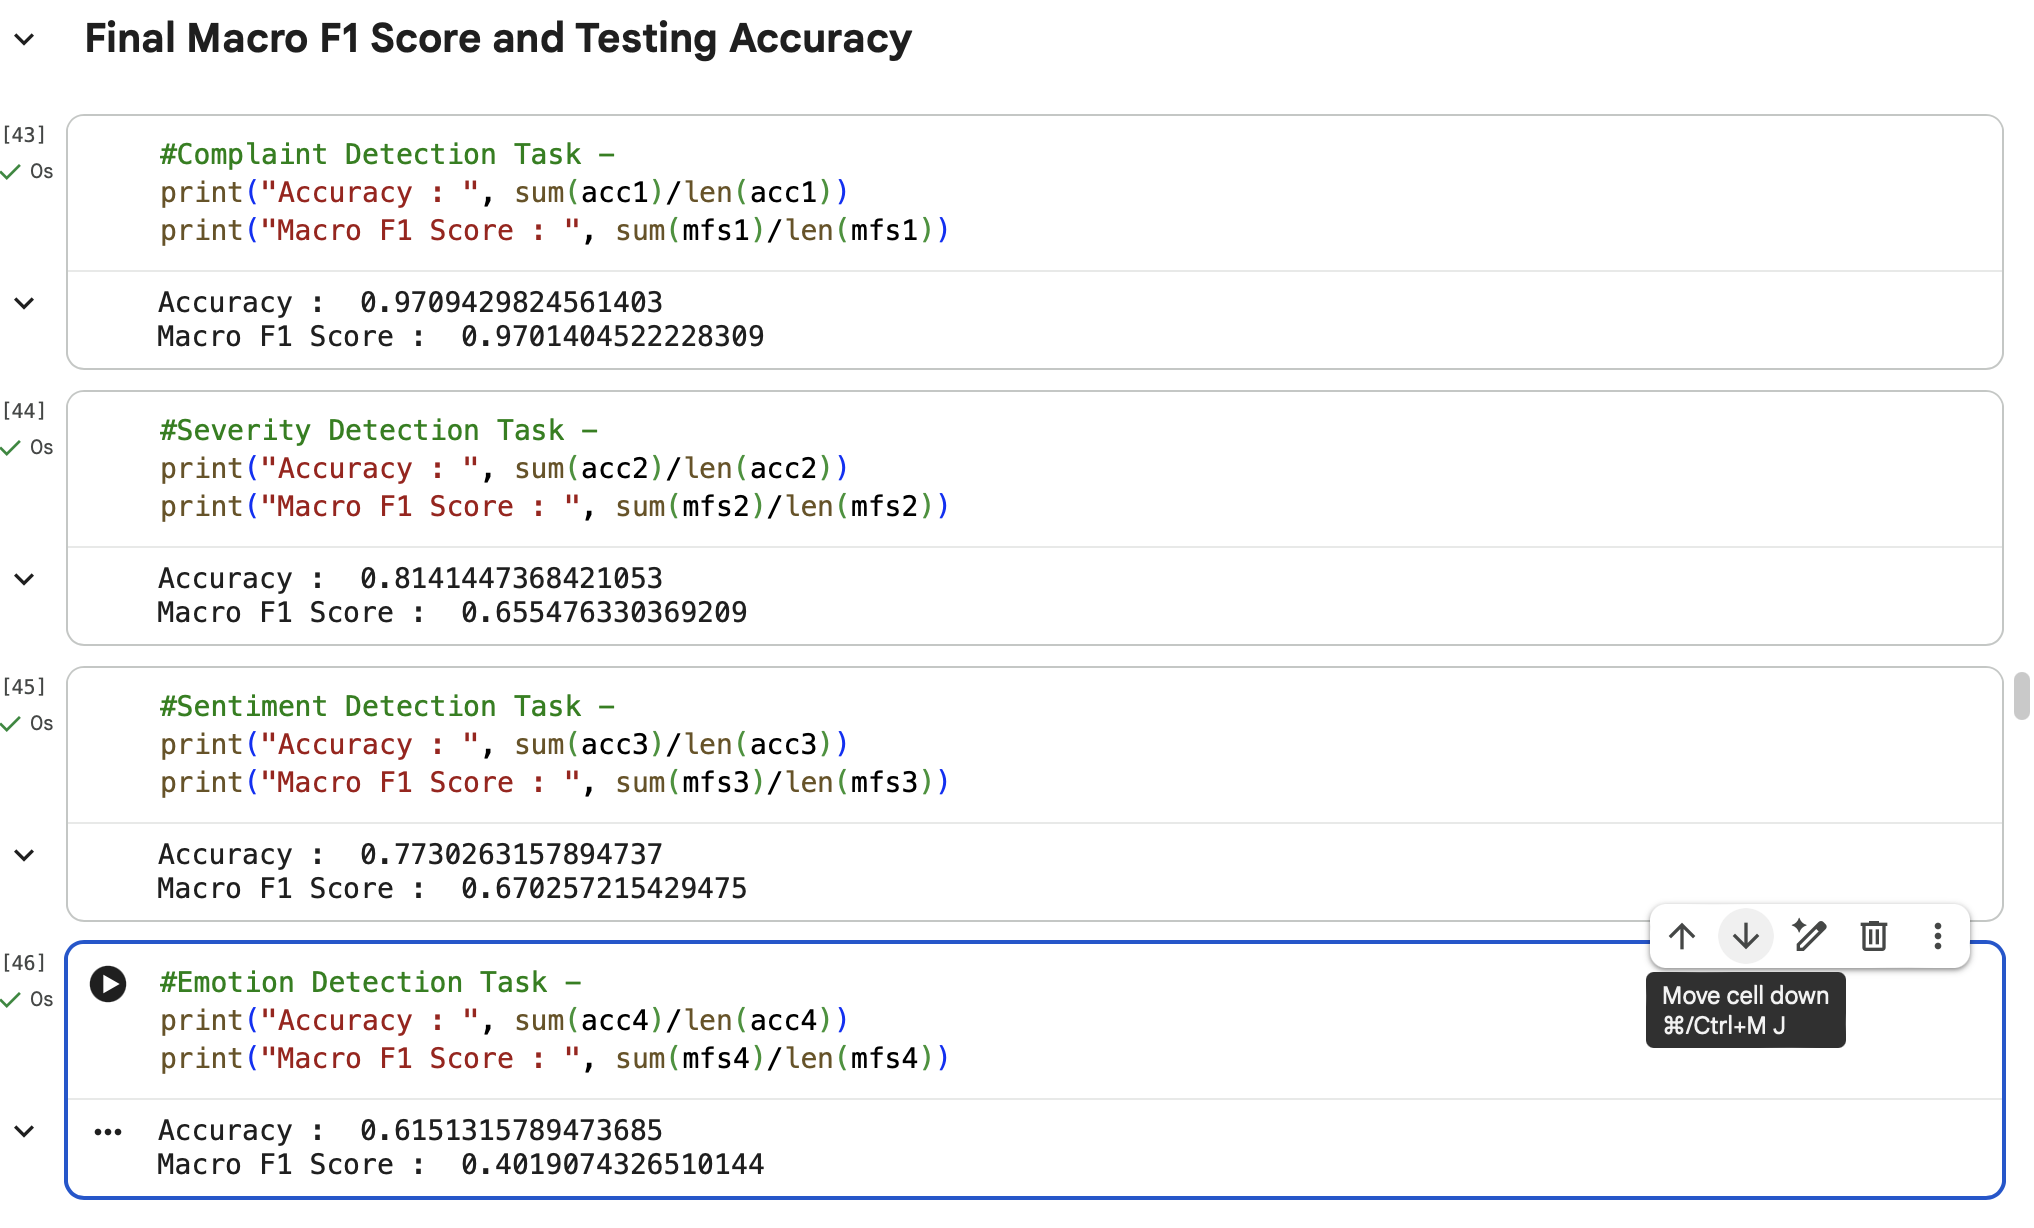 Final Macro F1 Score and Testing Accuracy
[43]
0s
#Complaint Detection Task –
print("Accuracy : ", sum(acc1)/len(acc1))
print("Macro F1 Score : ", sum(mfs1)/len(mfs1))
Accuracy :  0.9709429824561403
Macro F1 Score :  0.9701404522228309
[44]
0s
#Severity Detection Task –
print("Accuracy : ", sum(acc2)/len(acc2))
print("Macro F1 Score : ", sum(mfs2)/len(mfs2))
Accuracy :  0.8141447368421053
Macro F1 Score :  0.655476330369209
[45]
0s
#Sentiment Detection Task –
print("Accuracy : ", sum(acc3)/len(acc3))
print("Macro F1 Score : ", sum(mfs3)/len(mfs3))
Accuracy :  0.7730263157894737
Macro F1 Score :  0.670257215429475
[46]
0s
#Emotion Detection Task –
print("Accuracy : ", sum(acc4)/len(acc4))
print("Macro F1 Score : ", sum(mfs4)/len(mfs4))
Move cell down
⌘/Ctrl+M J
Accuracy :  0.6151315789473685
Macro F1 Score :  0.4019074326510144